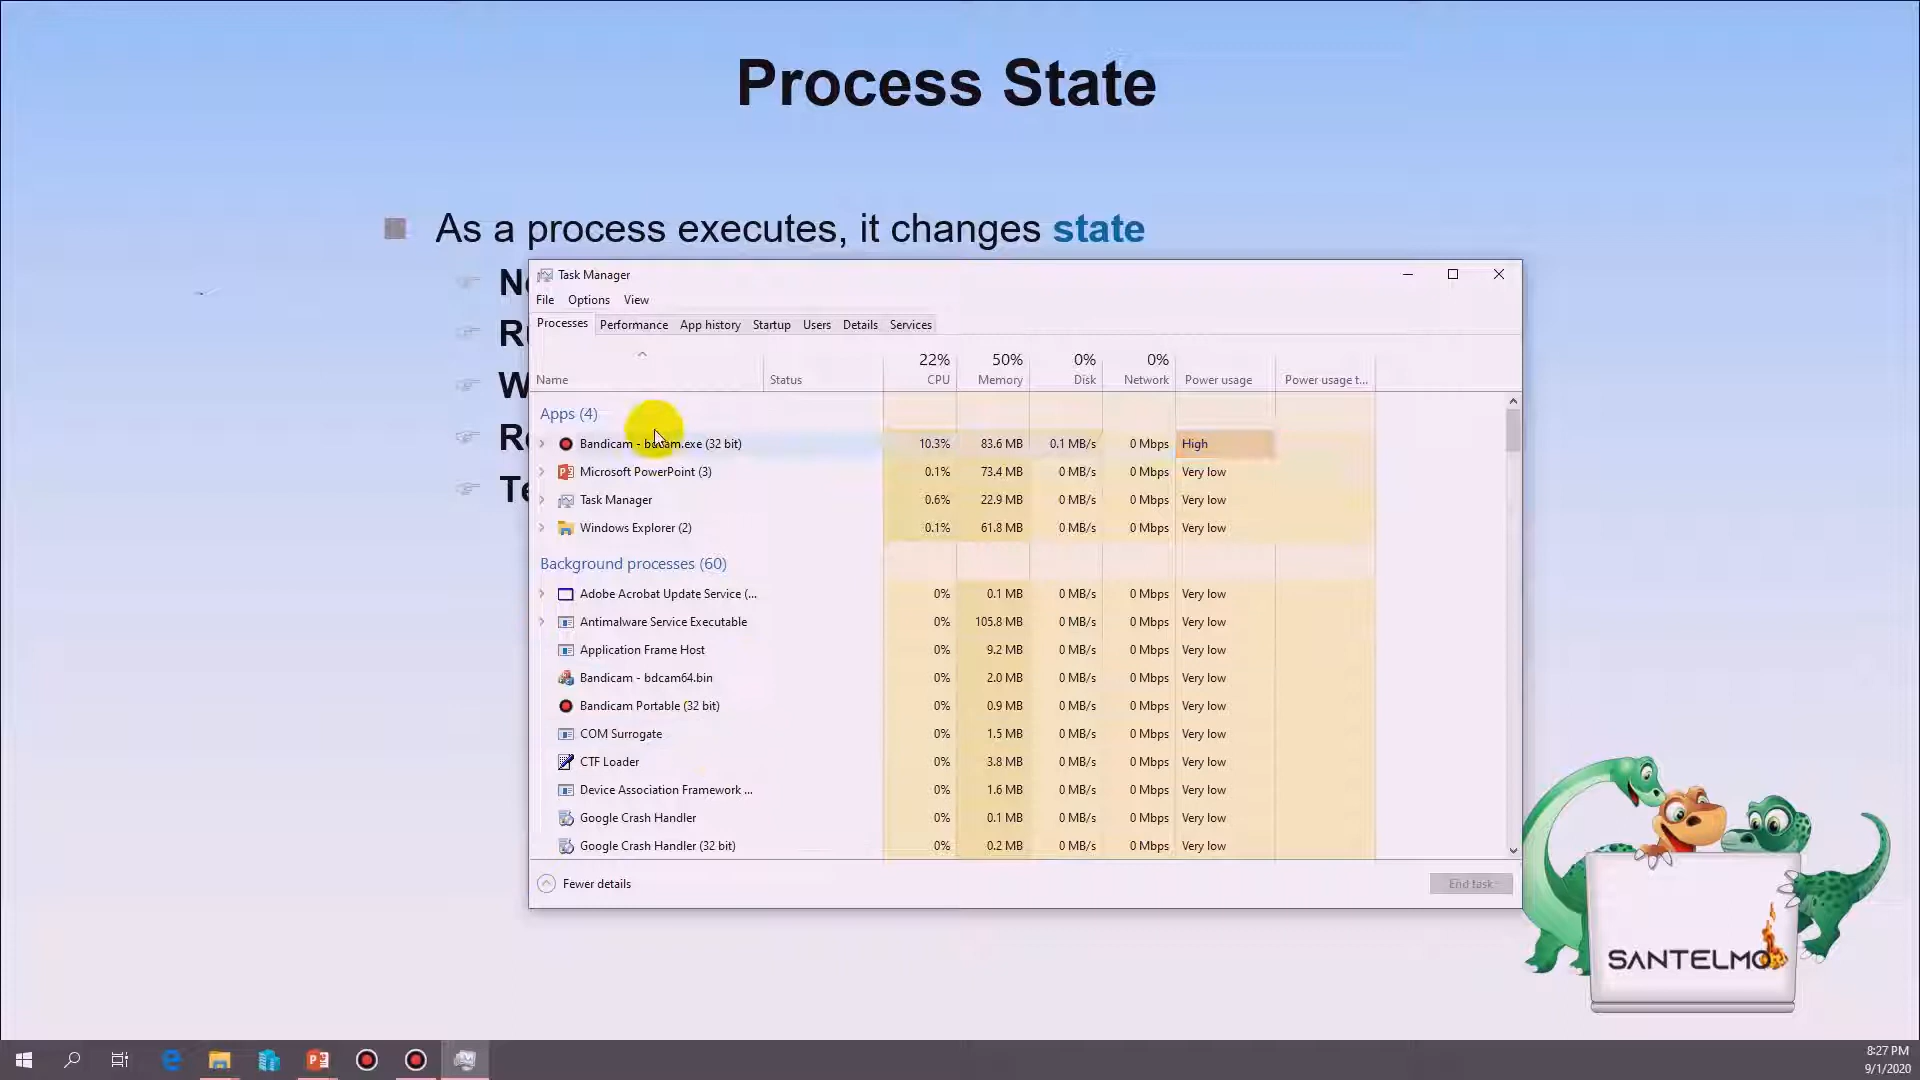 Process State
As a process executes, it changes state
Task Manager
File Options View
Processes Performance App history Startup Users Details Services
22% 50% 0% 0%
Name Status CPU Memory Disk Network Power usage Power usage t...
Apps (4)
Bandicam - bdcam.exe (32 bit) 10.3% 83.6 MB 0.1 MB/s 0 Mbps High
Microsoft PowerPoint (3) 0.1% 73.4 MB 0 MB/s 0 Mbps Very low
Task Manager 0.6% 22.9 MB 0 MB/s 0 Mbps Very low
Windows Explorer (2) 0.1% 61.8 MB 0 MB/s 0 Mbps Very low
Background processes (60)
Adobe Acrobat Update Service (... 0% 0.1 MB 0 MB/s 0 Mbps Very low
Antimalware Service Executable 0% 105.8 MB 0 MB/s 0 Mbps Very low
Application Frame Host 0% 9.2 MB 0 MB/s 0 Mbps Very low
Bandicam - bdcam64.bin 0% 2.0 MB 0 MB/s 0 Mbps Very low
Bandicam Portable (32 bit) 0% 0.9 MB 0 MB/s 0 Mbps Very low
COM Surrogate 0% 1.5 MB 0 MB/s 0 Mbps Very low
CTF Loader 0% 3.8 MB 0 MB/s 0 Mbps Very low
Device Association Framework ... 0% 1.6 MB 0 MB/s 0 Mbps Very low
Google Crash Handler 0% 0.1 MB 0 MB/s 0 Mbps Very low
Google Crash Handler (32 bit) 0% 0.2 MB 0 MB/s 0 Mbps Very low
Fewer details End task
SANTELMO
8:27 PM
9/1/2020